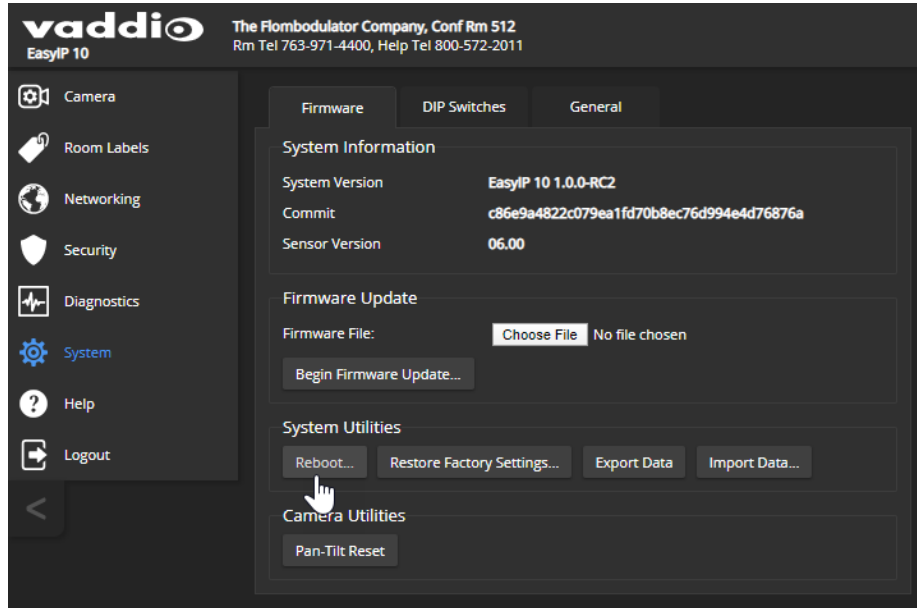 vaddio
EasyIP 10
The Flombodulator Company, Conf Rm 512
Rm Tel 763-971-4400, Help Tel 800-572-2011
Camera
Room Labels
Networking
Security
Diagnostics
System
Help
Logout
<
Firmware
DIP Switches
General
System Information
System Version EasyIP 10 1.0.0-RC2
Commit c86e9a4822c079ea1fd70b8ec76d994e4d76876a
Sensor Version 06.00
Firmware Update
Firmware File: Choose File No file chosen
Begin Firmware Update...
System Utilities
Reboot... Restore Factory Settings... Export Data Import Data...
Camera Utilities
Pan-Tilt Reset